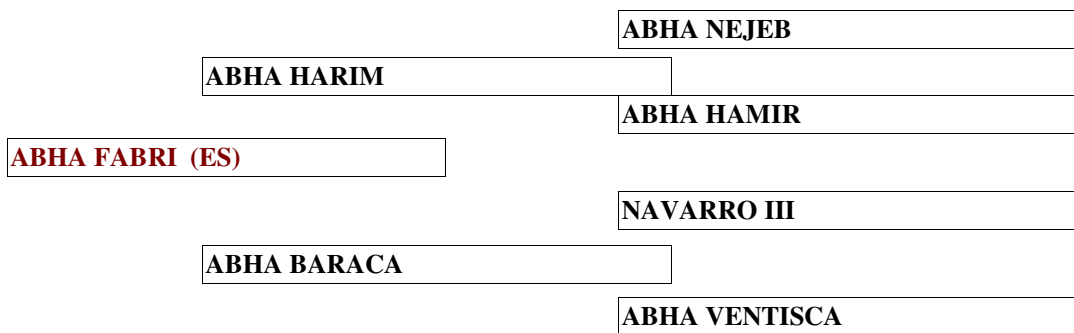 ABHA NEJEB
ABHA HARIM
ABHA HAMIR
ABHA FABRI (ES)
NAVARRO III
ABHA BARACA
ABHA VENTISCA